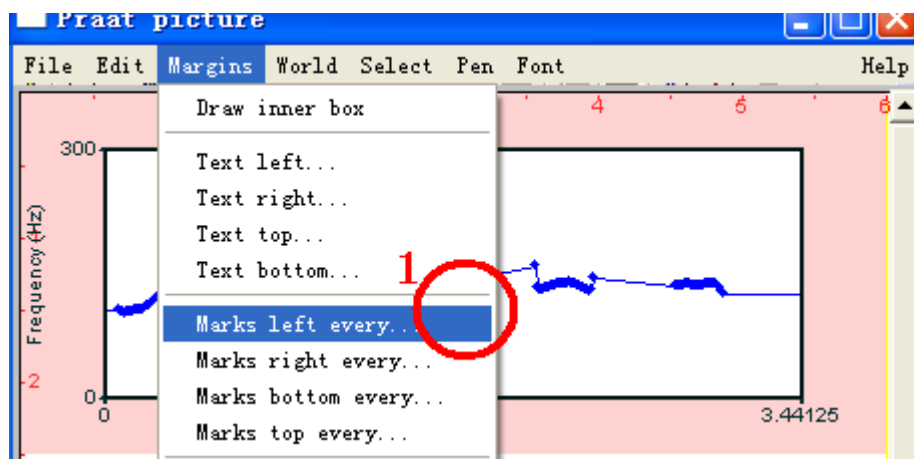 Praat picture
File Edit Margins World Select Pen Font Help
Draw inner box
4 5 6
300
Text left...
Text right...
Text top...
Text bottom...
1
Frequency (Hz)
Marks left every...
Marks right every...
-2
Marks bottom every...
0
0
3.44125
Marks top every...